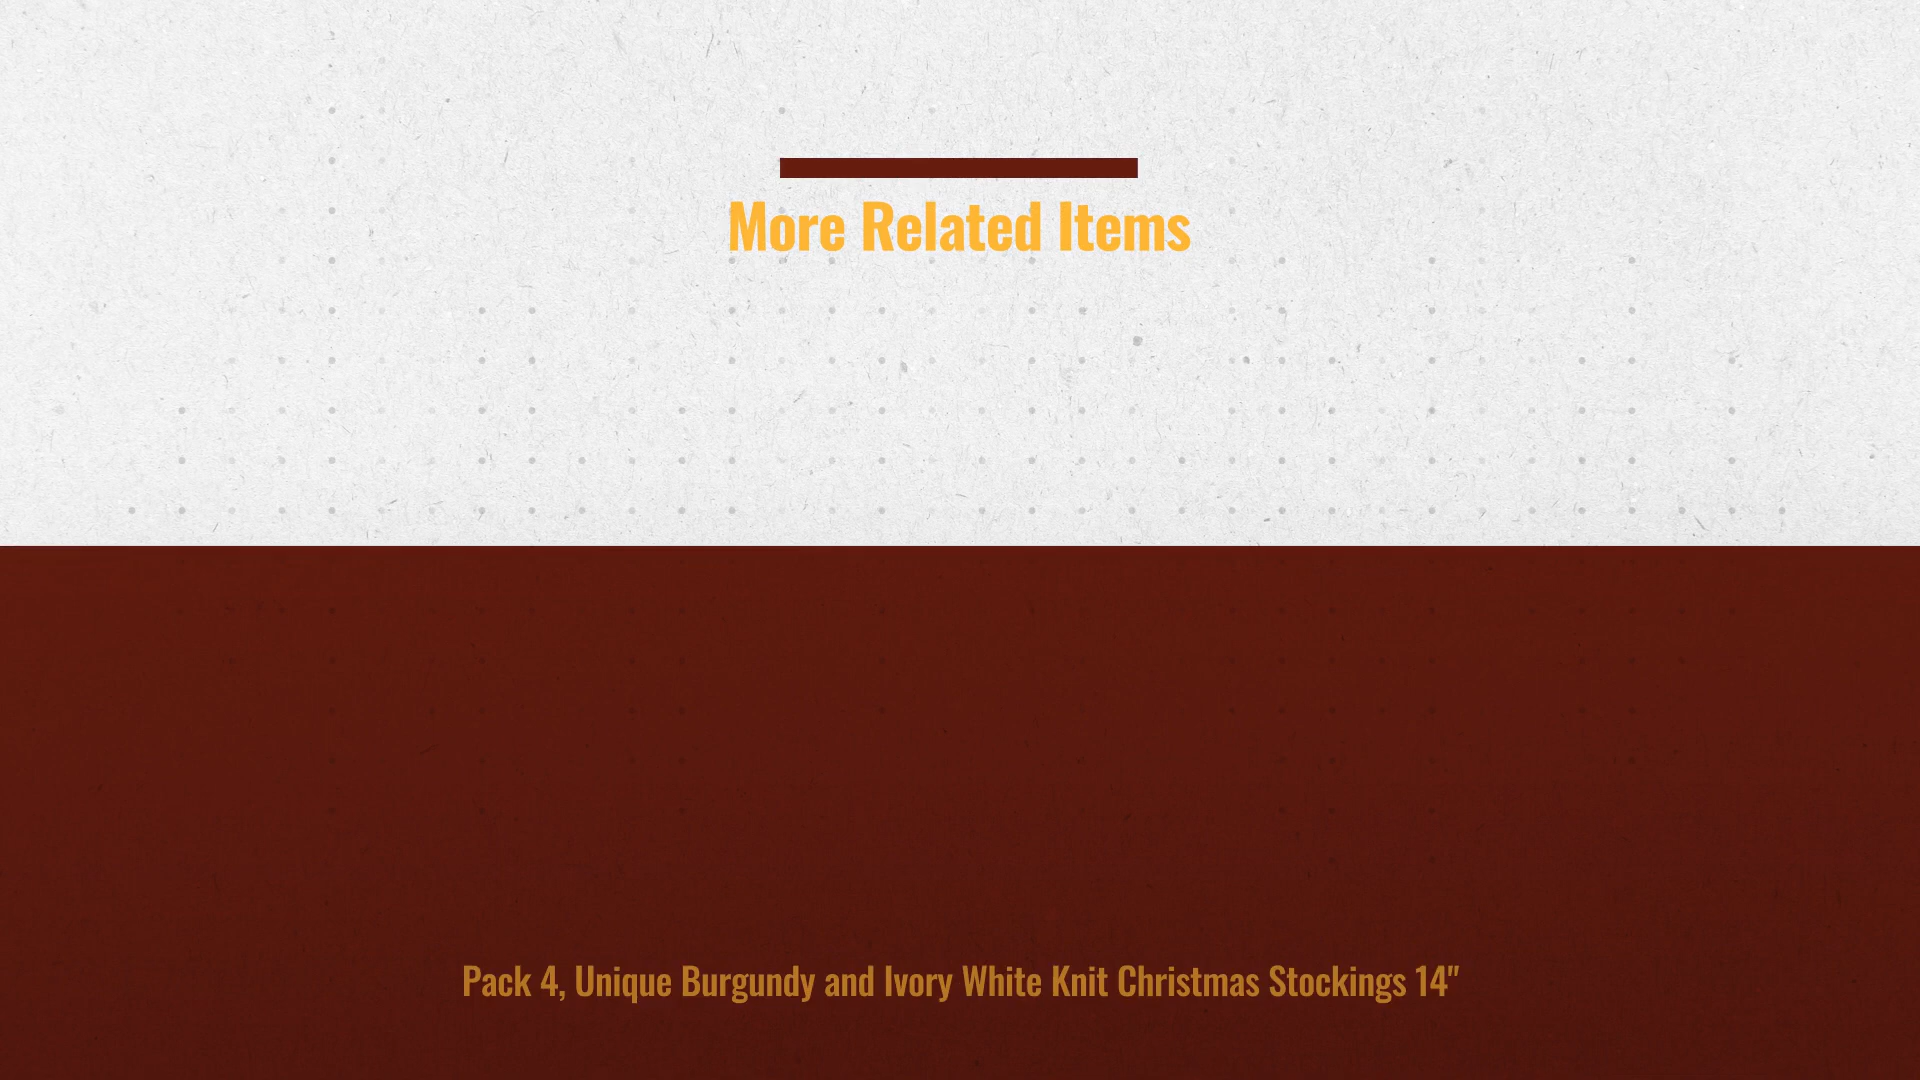 More Related Items
Pack 4, Unique Burgundy and Ivory White Knit Christmas Stockings 14"